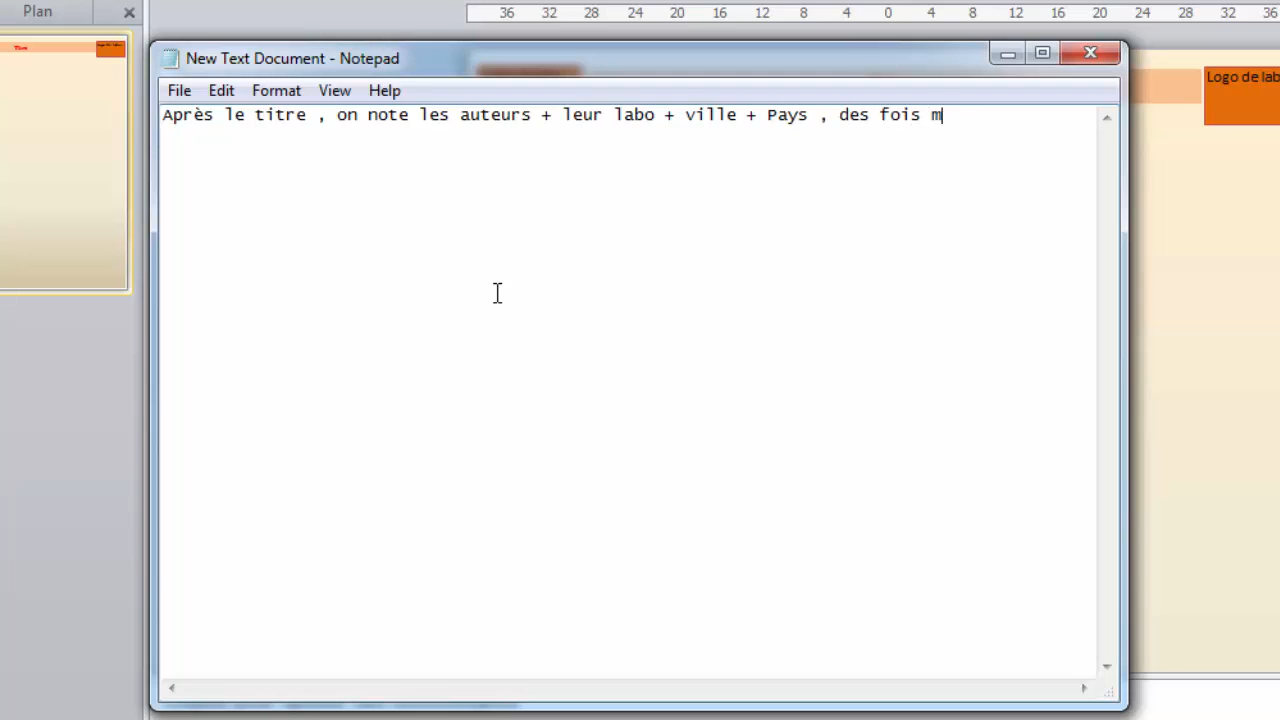 Plan
36 32 28 24 20 16 12 8 4 0 4 8 12 16 20 24 28 32 36
New Text Document - Notepad
File Edit Format View Help
Après le titre , on note les auteurs + leur labo + ville + Pays , des fois m
Logo de lab
Titre